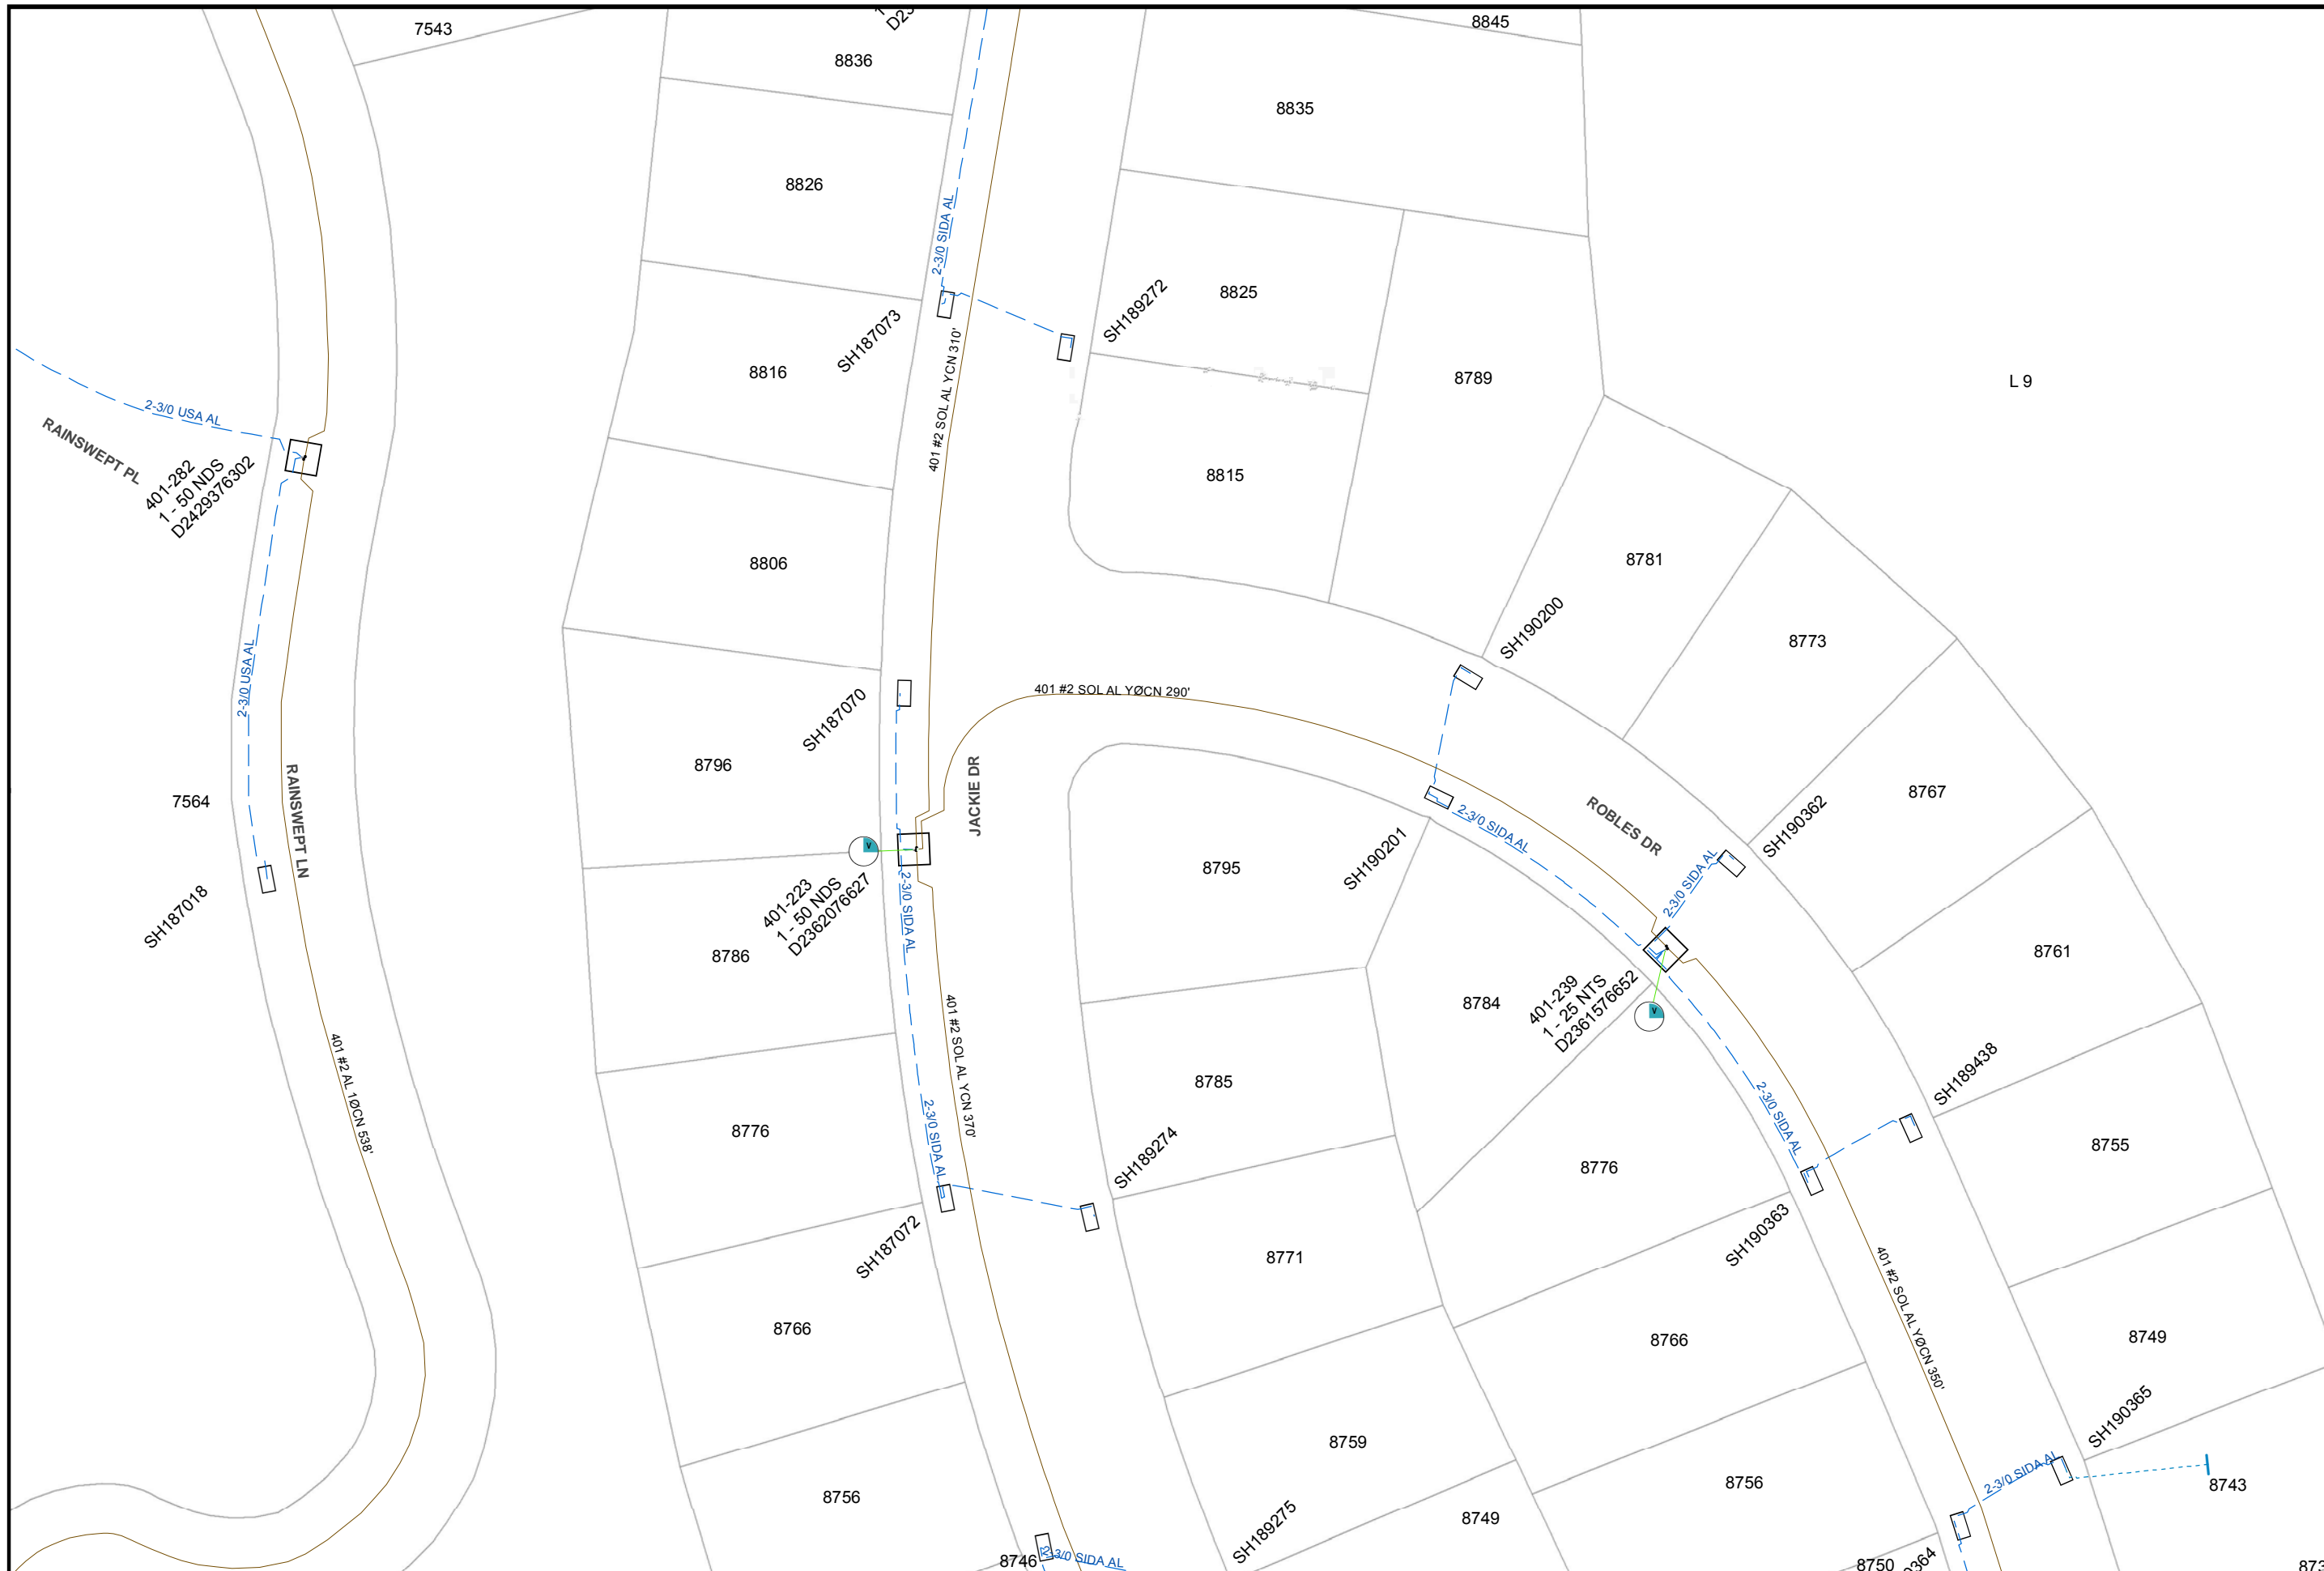 7543
8845
8836
8835
8826
2-3/0 SIDA AL
8825
SH189272
SH187073
401 #2 SOL AL YCN 310'
8816
8789
L 9
2-3/0 USA AL
RAINSWEPT PL
401-282
1 - 50 NDS
D2429376302
8815
8806
8781
SH190200
8773
2-3/0 USA AL
SH187070
401 #2 SOL AL YØCN 290'
8796
JACKIE DR
RAINSWEPT LN
7564
8767
SH190362
ROBLES DR
2-3/0 SIDA AL
SH190201
8795
2-3/0 SIDA AL
SH187018
401-223
1 - 50 NDS
D2362076627
2-3/0 SIDA AL
V
8786
8761
401-239
1 - 25 NTS
D2361576652
V
8784
401 #2 AL 1ØCN 538'
401 #2 SOL AL YCN 370'
8785
SH189438
2-3/0 SIDA AL
2-3/0 SIDA AL
8776
SH189274
8776
8755
SH187072
SH190363
8771
401 #2 SOL AL YØCN 350'
8766
8766
8749
SH190365
8759
8756
8756
2-3/0 SIDA AL
8743
SH189275
8749
8746
2-3/0 SIDA AL
8750